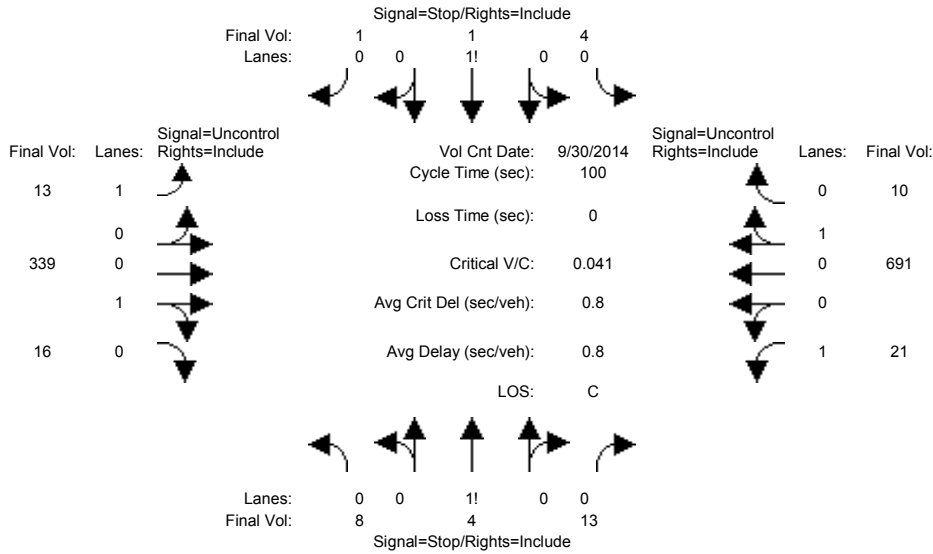 Signal=Stop/Rights=Include
Final Vol: 1 1 4
Lanes: 0 0 1! 0 0
Signal=Uncontrol Signal=Uncontrol
Final Vol: Lanes: Rights=Include Vol Cnt Date: 9/30/2014 Rights=Include Lanes: Final Vol:
Cycle Time (sec): 100
13 1 0 10
Loss Time (sec): 0
0 1
339 0 Critical V/C: 0.041 0 691
1 Avg Crit Del (sec/veh): 0.8 0
16 0 Avg Delay (sec/veh): 0.8 1 21
LOS: C
Lanes: 0 0 1! 0 0
Final Vol: 8 4 13
Signal=Stop/Rights=Include